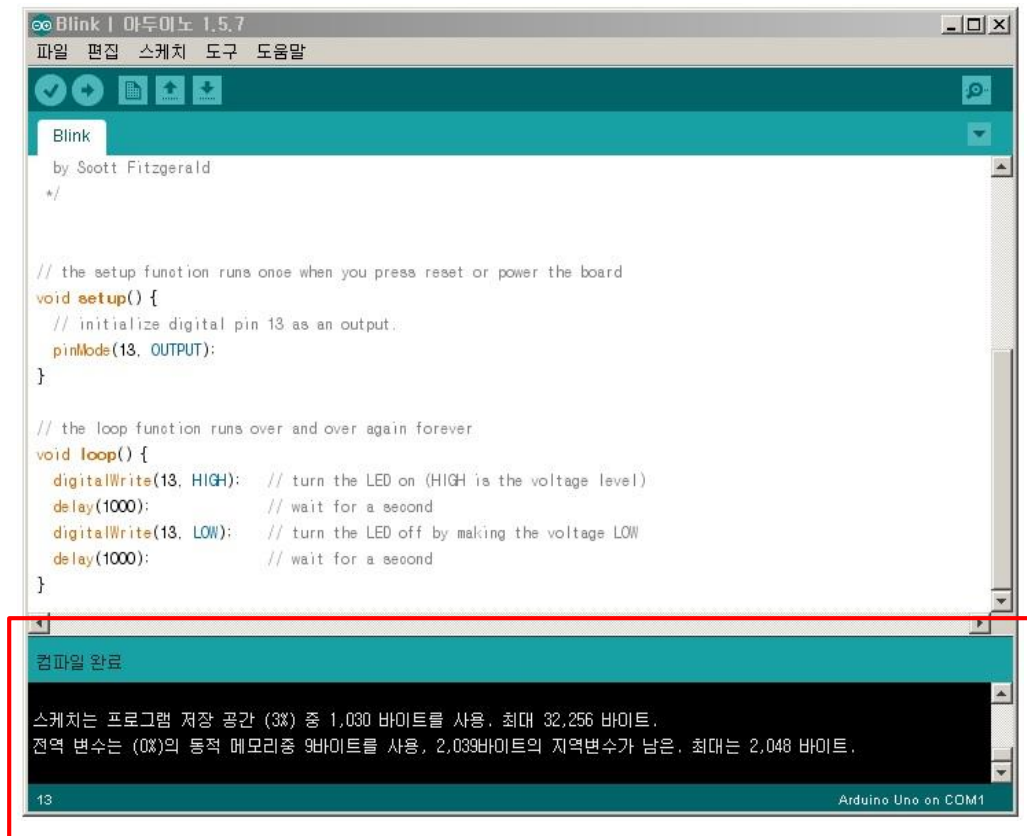 Blink | 아두이노 1.5.7
파일 편집 스케치 도구 도움말
Blink
by Scott Fitzgerald
*/
// the setup function runs once when you press reset or power the board
void setup() {
// initialize digital pin 13 as an output.
pinMode(13, OUTPUT);
}
// the loop function runs over and over again forever
void loop() {
digitalWrite(13, HIGH); // turn the LED on (HIGH is the voltage level)
delay(1000); // wait for a second
digitalWrite(13, LOW); // turn the LED off by making the voltage LOW
delay(1000); // wait for a second
}
컴파일 완료
스케치는 프로그램 저장 공간 (3%) 중 1,030 바이트를 사용. 최대 32,256 바이트.
전역 변수는 (0%)의 동적 메모리중 9바이트를 사용, 2,039바이트의 지역변수가 남은. 최대는 2,048 바이트.
13
Arduino Uno on COM1